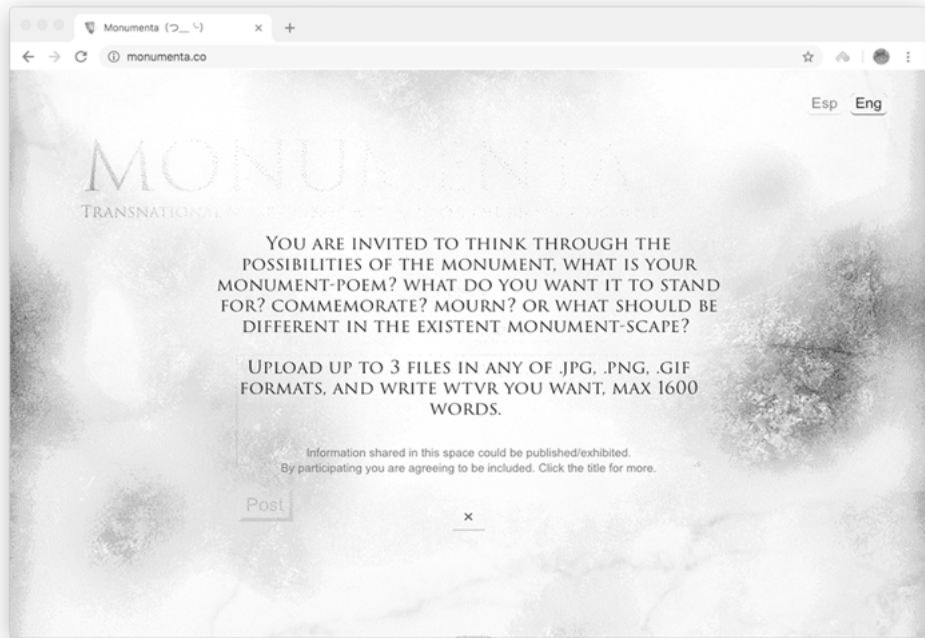 Monumenta (つ__ ╰)
monumenta.co
Esp Eng
MONUMENTA
TRANSNATIONAL
YOU ARE INVITED TO THINK THROUGH THE
POSSIBILITIES OF THE MONUMENT, WHAT IS YOUR
MONUMENT-POEM? WHAT DO YOU WANT IT TO STAND
FOR? COMMEMORATE? MOURN? OR WHAT SHOULD BE
DIFFERENT IN THE EXISTENT MONUMENT-SCAPE?
UPLOAD UP TO 3 FILES IN ANY OF .JPG, .PNG, .GIF
FORMATS, AND WRITE WTVR YOU WANT, MAX 1600
WORDS.
Information shared in this space could be published/exhibited.
By participating you are agreeing to be included. Click the title for more.
Post
×